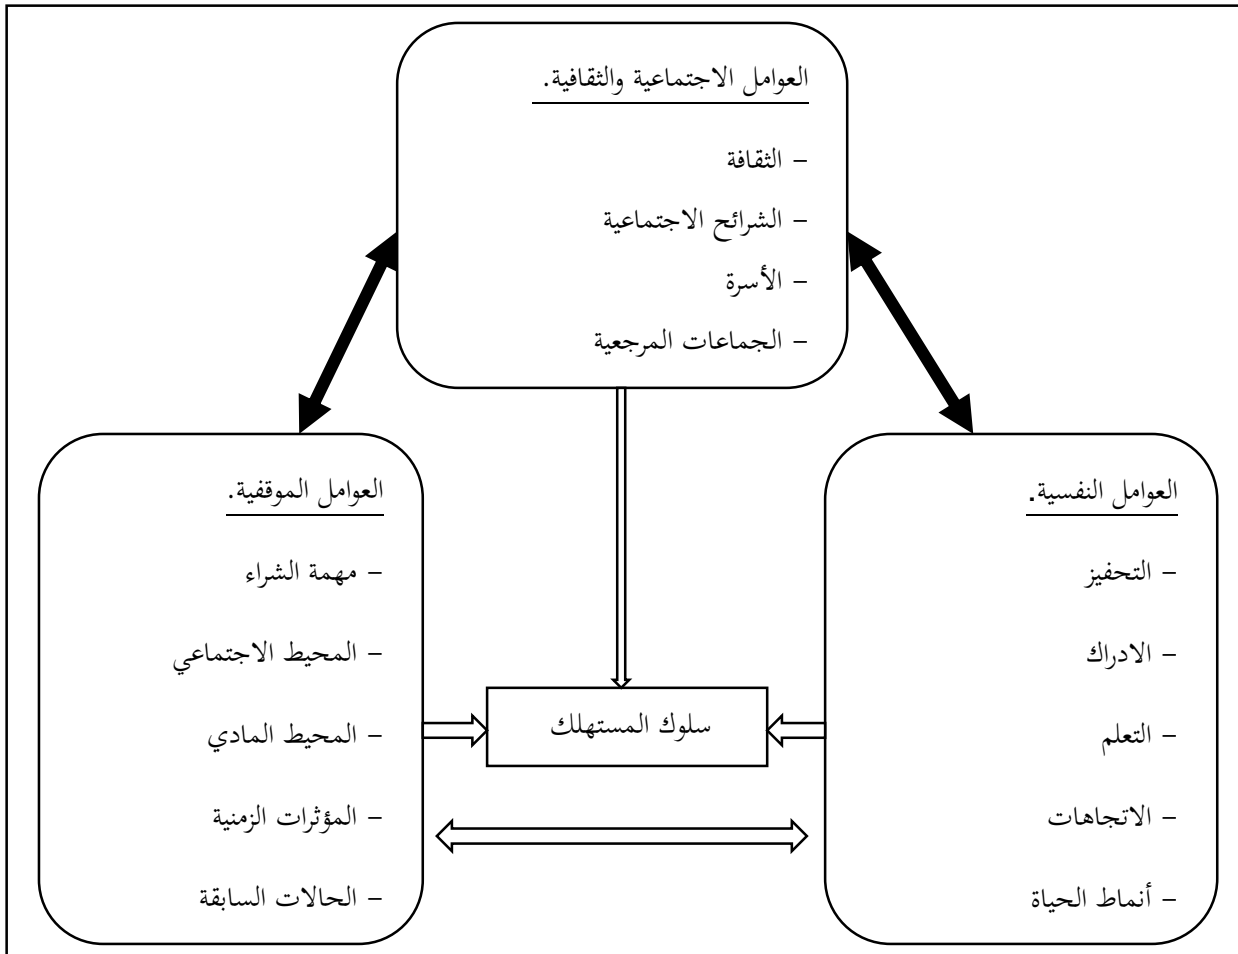 العوامل الاجتماعية والثقافية.
– الثقافة
– الشرائح الاجتماعية
– الأسرة
– الجماعات المرجعية
العوامل النفسية.
– التحفيز
– الادراك
– التعلم
– الاتجاهات
– أنماط الحياة
سلوك المستهلك
العوامل الموقفية.
– مهمة الشراء
– المحيط الاجتماعي
– المحيط المادي
– المؤثرات الزمنية
– الحالات السابقة